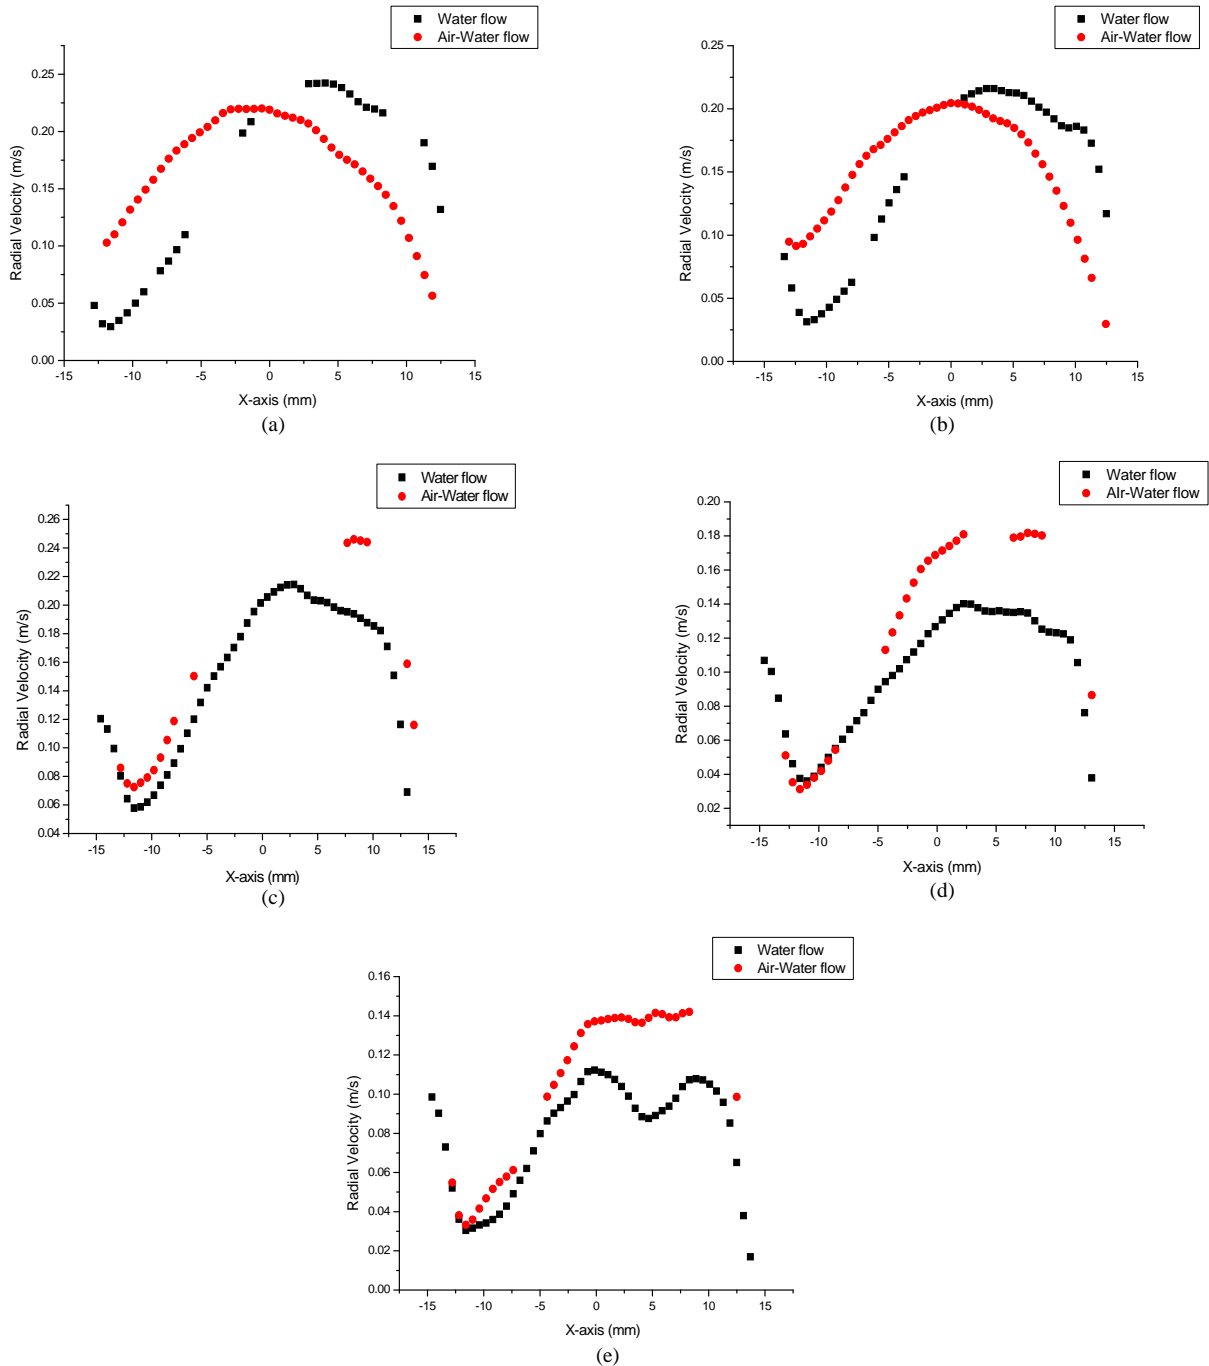 Water flow
Air-Water flow
0.25
0.20
0.15
0.10
0.05
0.00
Radial Velocity (m/s)
-15 -10 -5 0 5 10 15
X-axis (mm)
(a)
Water flow
Air-Water flow
0.25
0.20
0.15
0.10
0.05
0.00
Radial Velocity (m/s)
-15 -10 -5 0 5 10 15
X-axis (mm)
(b)
Water flow
Air-Water flow
0.26
0.24
0.22
0.20
0.18
0.16
0.14
0.12
0.10
0.08
0.06
0.04
Radial Velocity (m/s)
-15 -10 -5 0 5 10 15
X-axis (mm)
(c)
Water flow
AIr-Water flow
0.20
0.18
0.16
0.14
0.12
0.10
0.08
0.06
0.04
0.02
Radial Velocity (m/s)
-15 -10 -5 0 5 10 15
X-axis (mm)
(d)
Water flow
Air-Water flow
0.16
0.14
0.12
0.10
0.08
0.06
0.04
0.02
0.00
Radial Velocity (m/s)
-15 -10 -5 0 5 10 15
X-axis (mm)
(e)